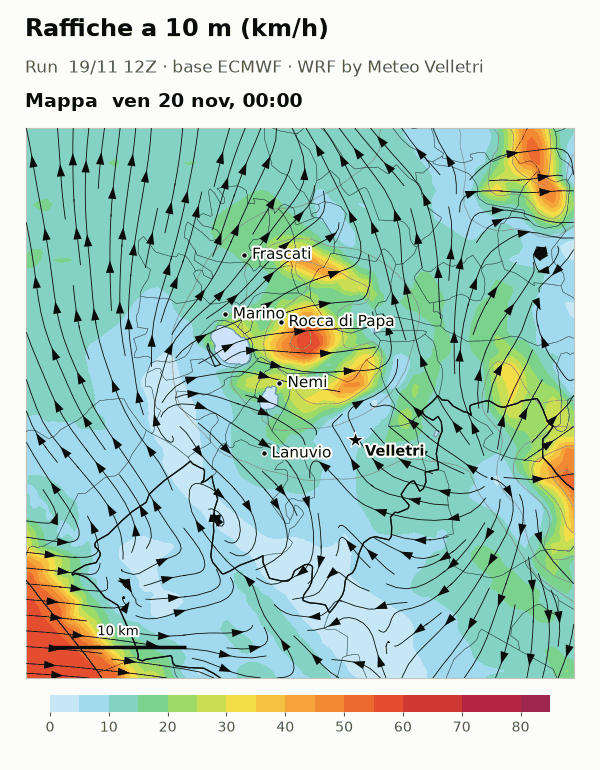 Raffiche a 10 m (km/h)
Run  19/11 12Z · base ECMWF · WRF by Meteo Velletri
Mappa  ven 20 nov, 00:00
Frascati
Marino
Rocca di Papa
Nemi
Velletri
Lanuvio
10 km
0 10 20 30 40 50 60 70 80